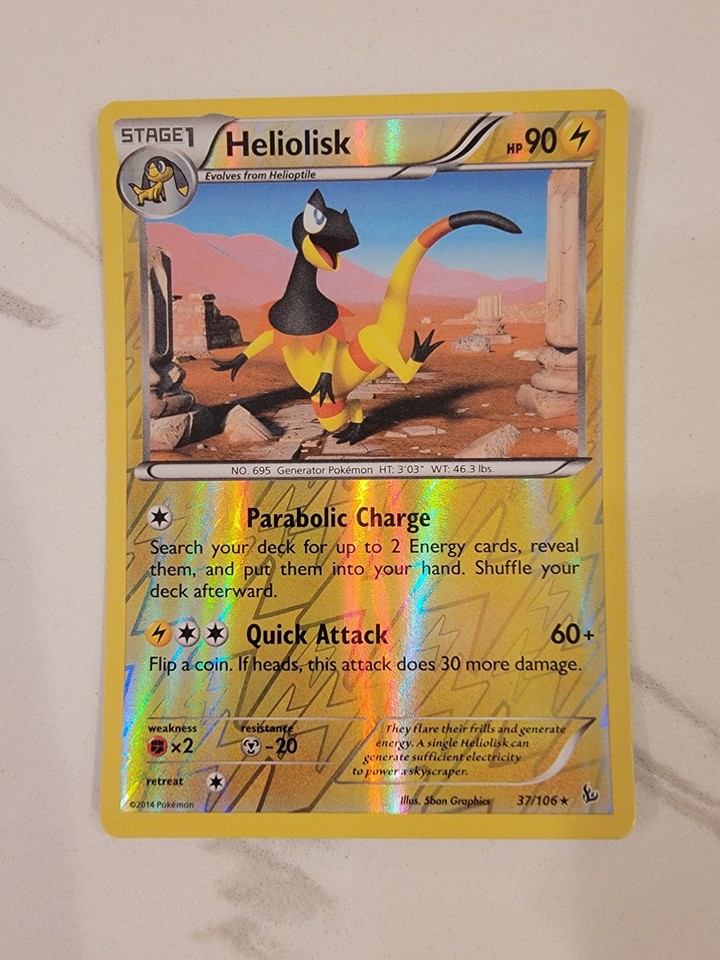 STAGE1 Heliolisk HP 90
Evolves from Helioptile
NO. 695 Generator Pokémon HT: 3'03" WT: 46.3 lbs.
Parabolic Charge
Search your deck for up to 2 Energy cards, reveal
them, and put them into your hand. Shuffle your
deck afterward.
Quick Attack 60+
Flip a coin. If heads, this attack does 30 more damage.
weakness resistance
×2 -20
retreat
They flare their frills and generate
energy. A single Heliolisk can
generate sufficient electricity
to power a skyscraper.
©2014 Pokémon Illus. 5ban Graphics 37/106 ★